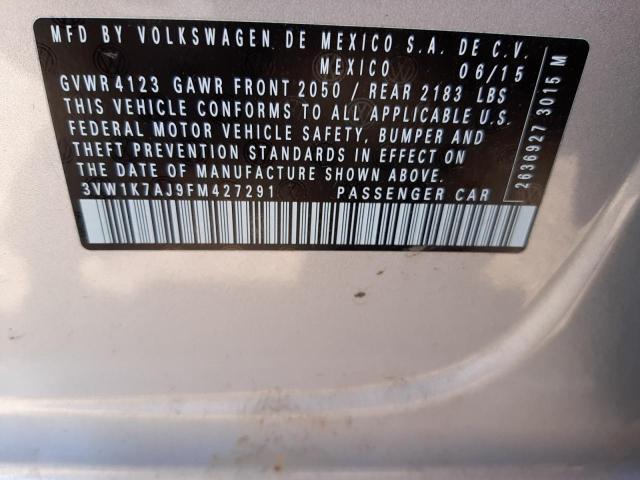 MFD BY VOLKSWAGEN DE MEXICO S.A. DE C.V.
MEXICO 06/15
GVWR 4123 GAWR FRONT 2050 / REAR 2183 LBS
THIS VEHICLE CONFORMS TO ALL APPLICABLE U.S.
FEDERAL MOTOR VEHICLE SAFETY, BUMPER AND
THEFT PREVENTION STANDARDS IN EFFECT ON
THE DATE OF MANUFACTURE SHOWN ABOVE.
3VW1K7AJ9FM427291 PASSENGER CAR
2636927 3015 M